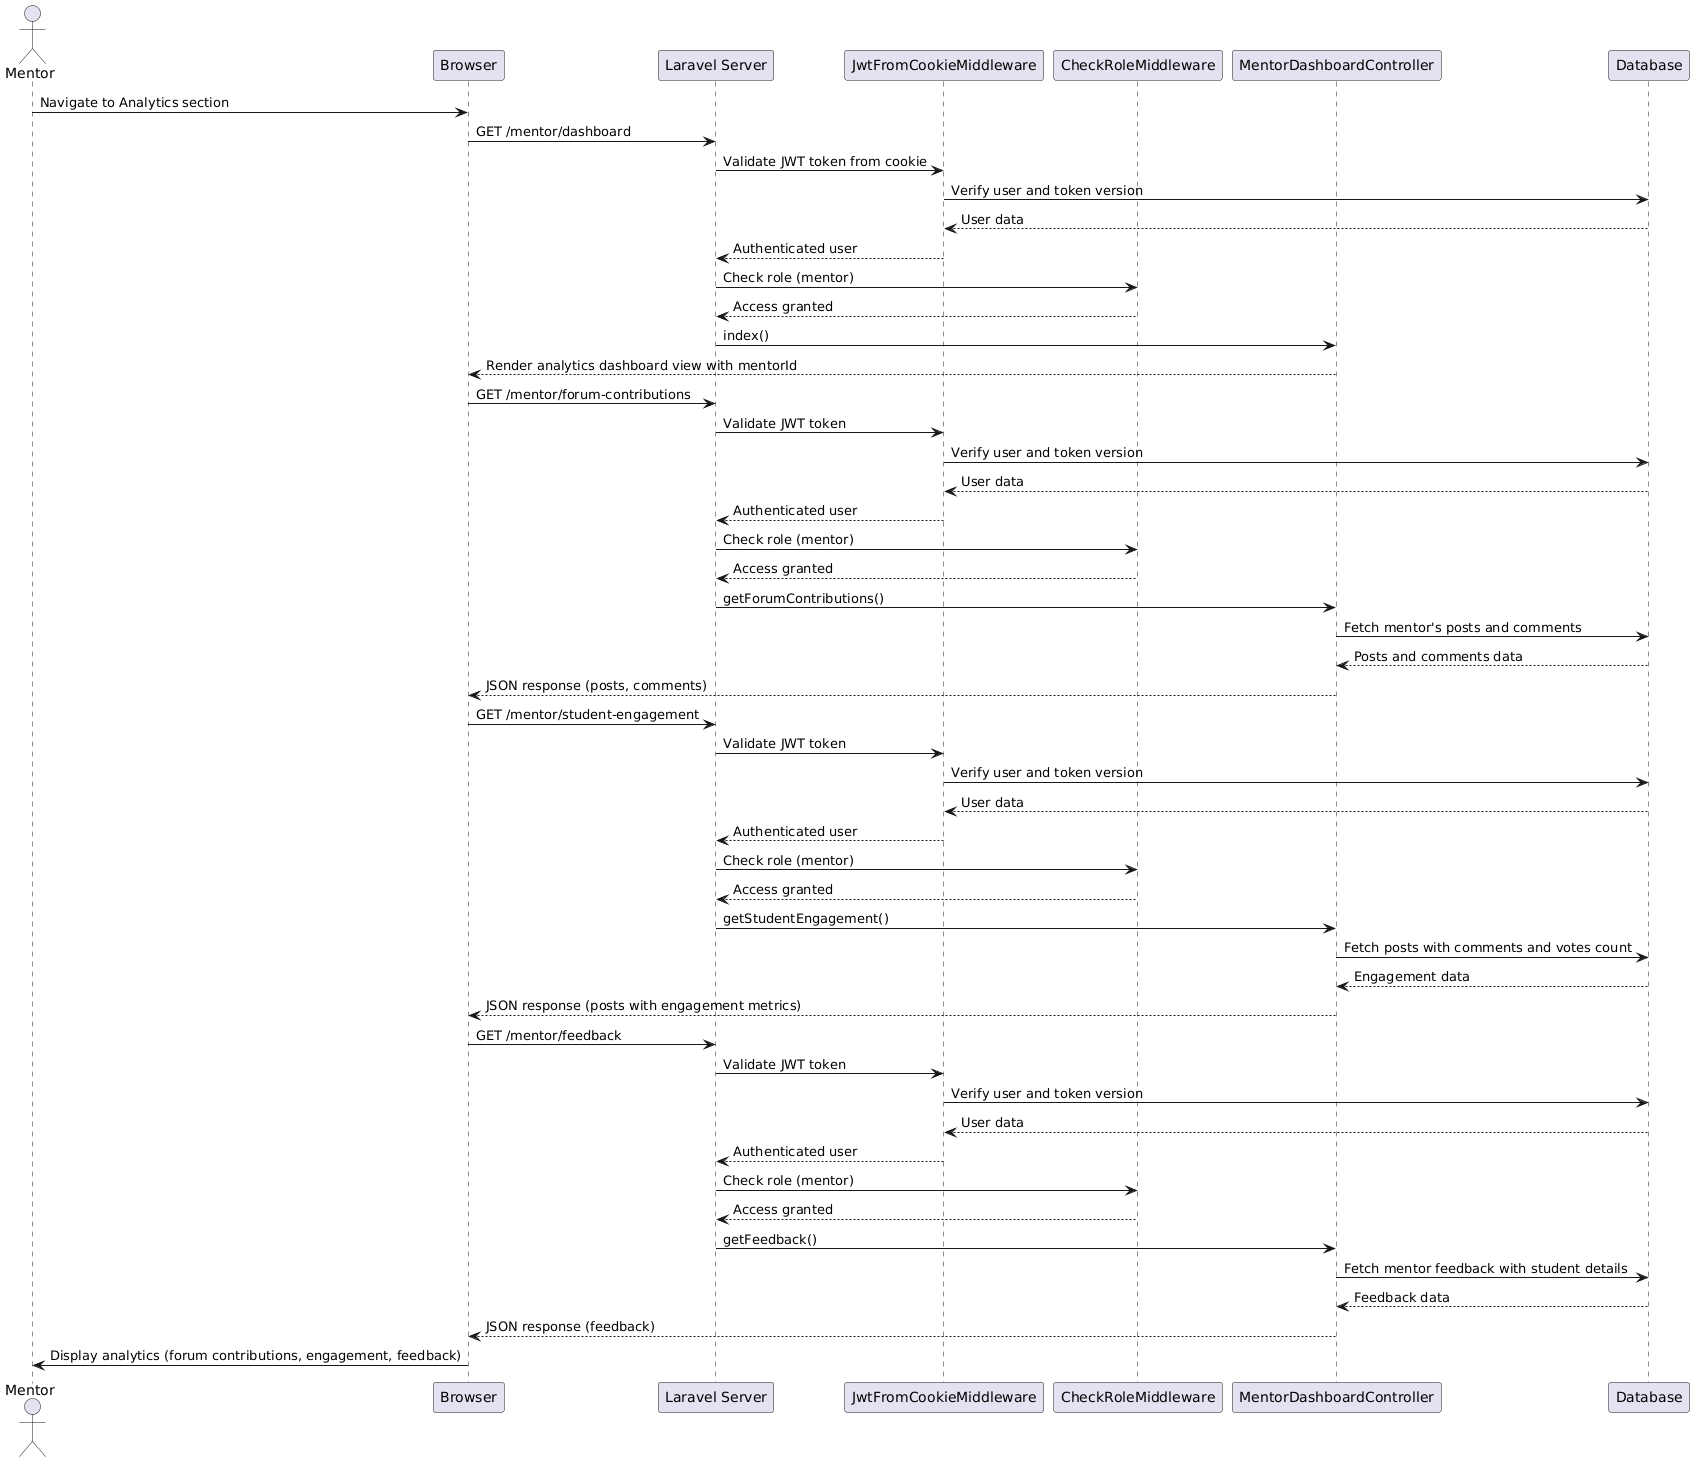 Mentor
Browser
Laravel Server
JwtFromCookieMiddleware
CheckRoleMiddleware
MentorDashboardController
Database
Navigate to Analytics section
GET /mentor/dashboard
Validate JWT token from cookie
Verify user and token version
User data
Authenticated user
Check role (mentor)
Access granted
index()
Render analytics dashboard view with mentorId
GET /mentor/forum-contributions
Validate JWT token
Verify user and token version
User data
Authenticated user
Check role (mentor)
Access granted
getForumContributions()
Fetch mentor's posts and comments
Posts and comments data
JSON response (posts, comments)
GET /mentor/student-engagement
Validate JWT token
Verify user and token version
User data
Authenticated user
Check role (mentor)
Access granted
getStudentEngagement()
Fetch posts with comments and votes count
Engagement data
JSON response (posts with engagement metrics)
GET /mentor/feedback
Validate JWT token
Verify user and token version
User data
Authenticated user
Check role (mentor)
Access granted
getFeedback()
Fetch mentor feedback with student details
Feedback data
JSON response (feedback)
Display analytics (forum contributions, engagement, feedback)
Mentor
Browser
Laravel Server
JwtFromCookieMiddleware
CheckRoleMiddleware
MentorDashboardController
Database